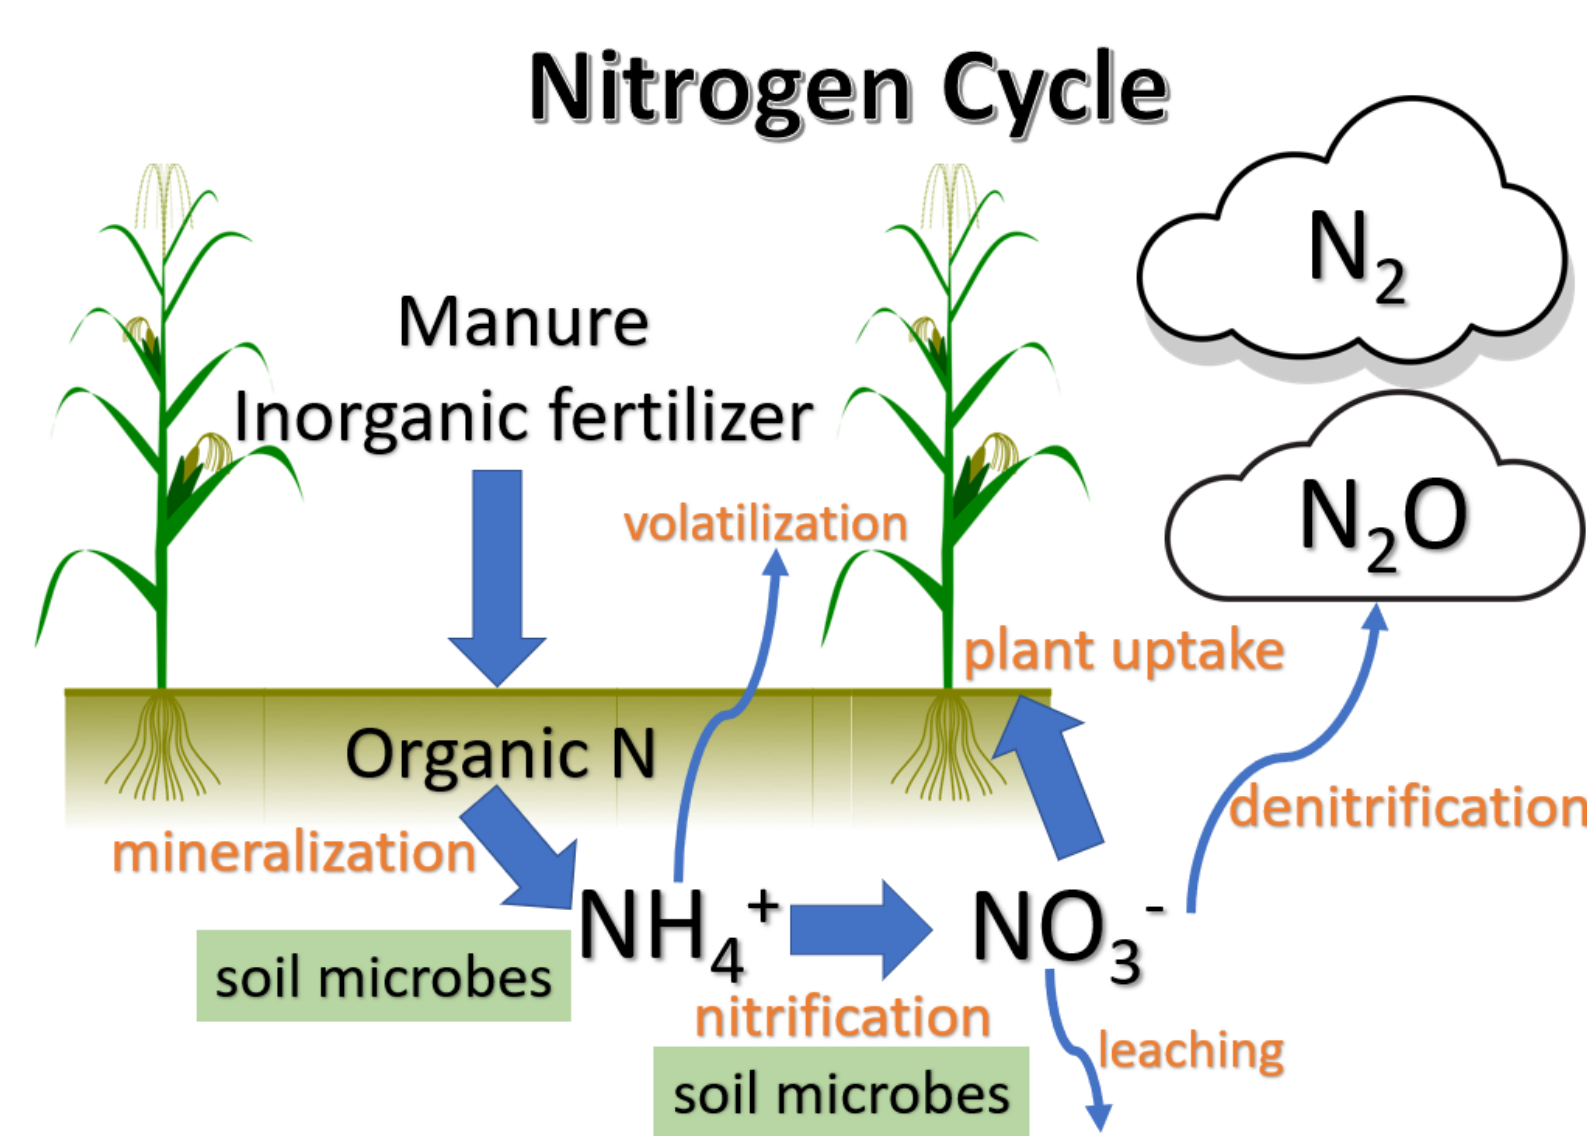 Nitrogen Cycle
N₂
Manure
Inorganic fertilizer
N₂O
volatilization
plant uptake
Organic N
denitrification
mineralization
NH₄⁺
NO₃⁻
soil microbes
nitrification
leaching
soil microbes